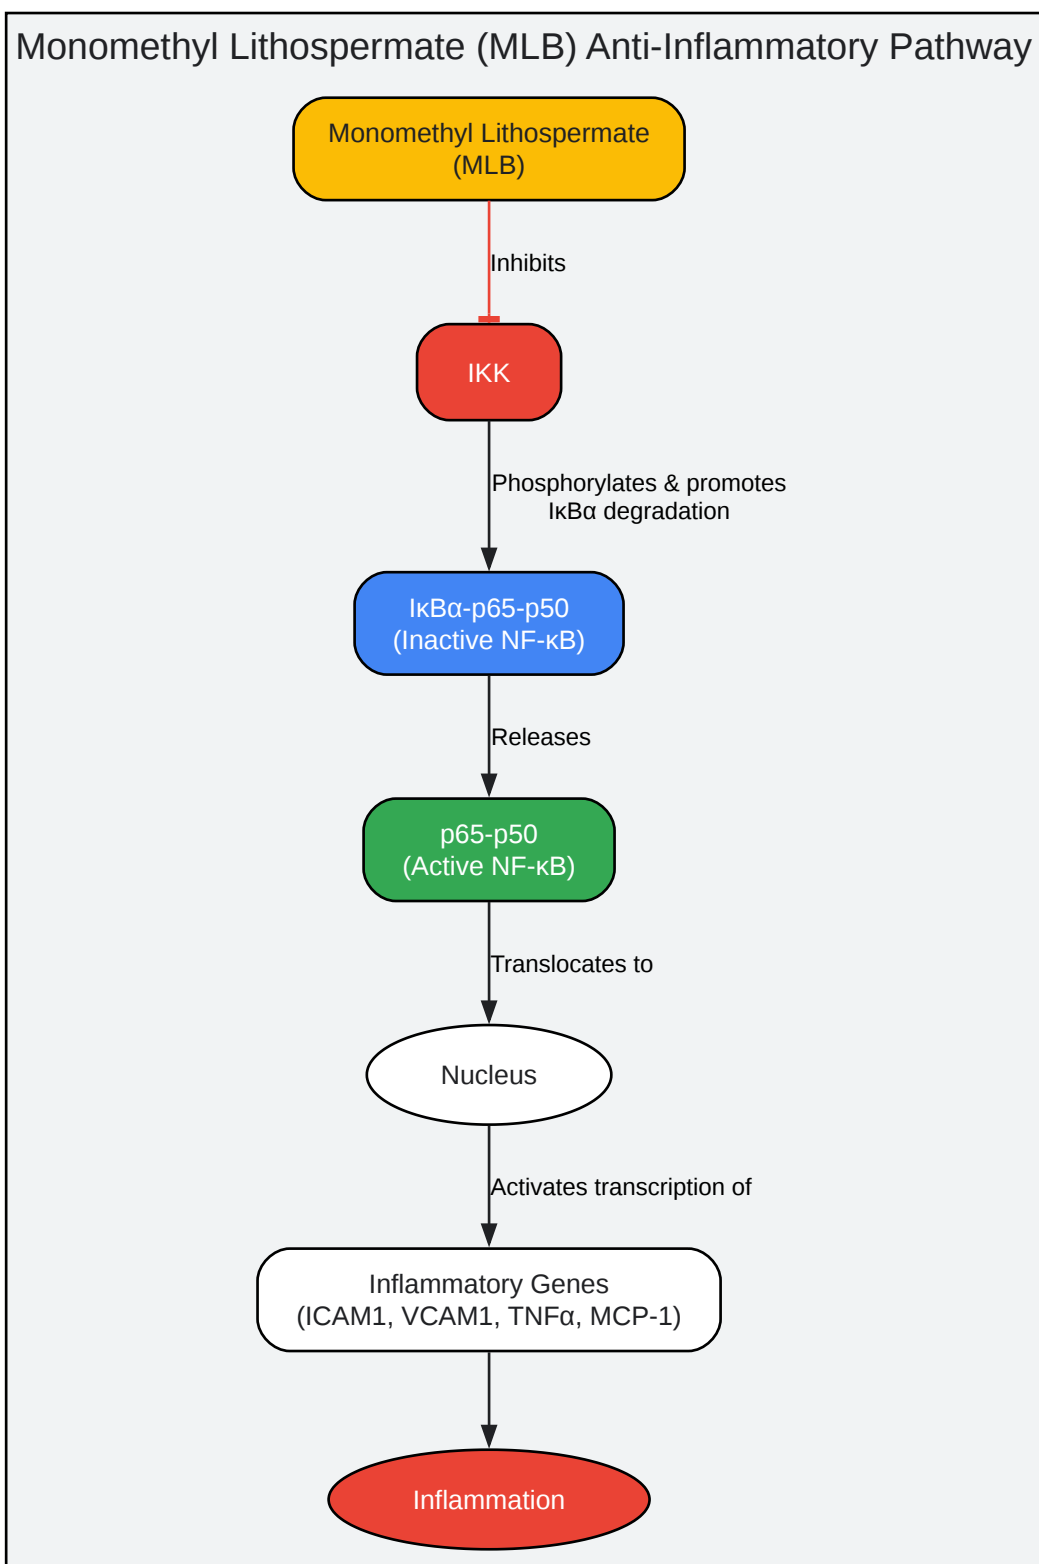 Monomethyl Lithospermate (MLB) Anti-Inflammatory Pathway
Monomethyl Lithospermate
(MLB)
Inhibits
IKK
Phosphorylates & promotes
IκBα degradation
IκBα-p65-p50
(Inactive NF-κB)
Releases
p65-p50
(Active NF-κB)
Translocates to
Nucleus
Activates transcription of
Inflammatory Genes
(ICAM1, VCAM1, TNFα, MCP-1)
Inflammation